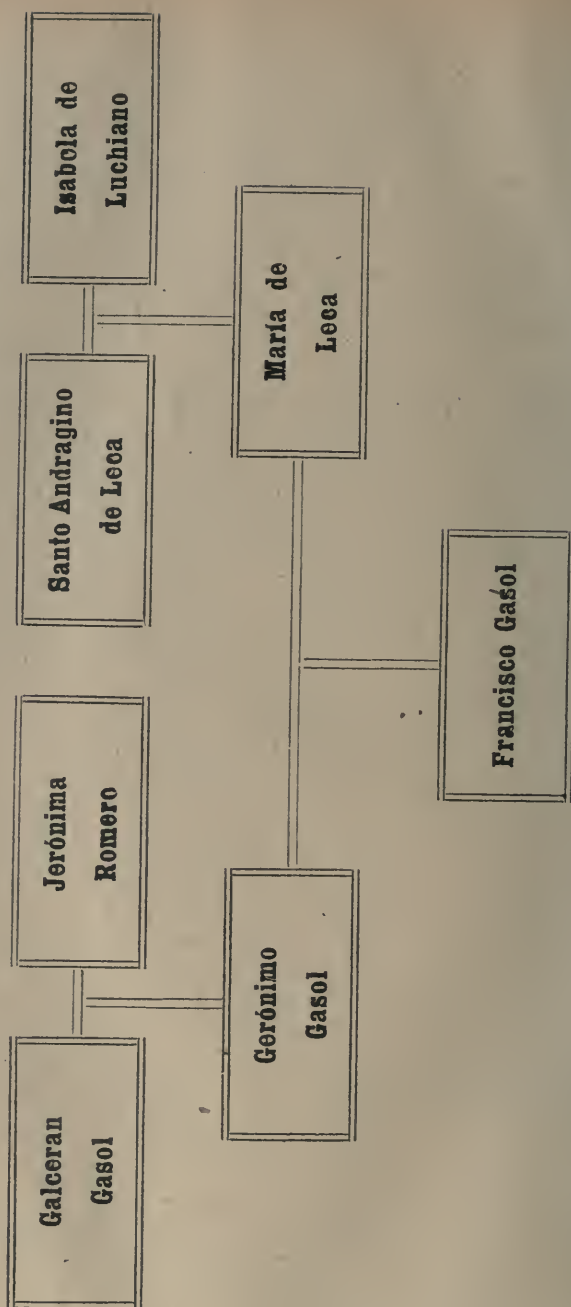 Galceran
Gasol
Jerónima
Romero
Santo Andragino
de Leca
Isabela de
Luchiano
Gerónimo
Gasol
María de
Leca
Francisco Gasol